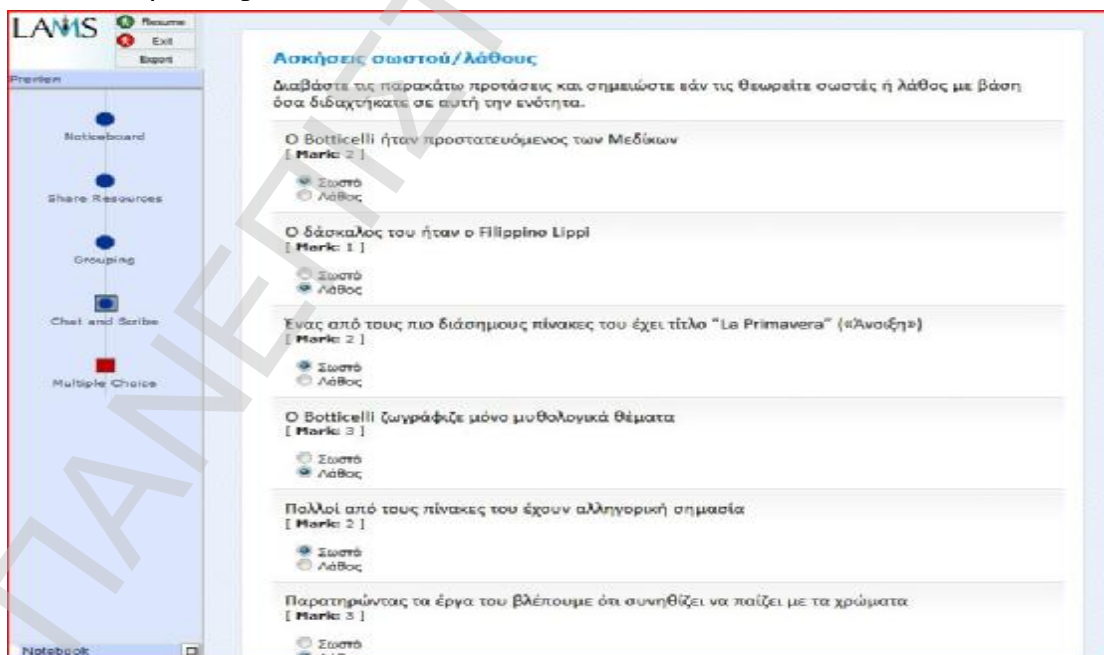 LAMS
Resume
Exit
Export
Preview
Noticeboard
Share Resources
Grouping
Chat and Scribe
Multiple Choice
Notebook
Ασκήσεις σωστού/λάθους
Διαβάστε τις παρακάτω προτάσεις και σημειώστε εάν τις θεωρείτε σωστές ή λάθος με βάση
όσα διδαχτήκατε σε αυτή την ενότητα.
Ο Botticelli ήταν προστατευόμενος των Μεδίκων
[ Mark: 2 ]
Σωστό
Λάθος
Ο δάσκαλος του ήταν ο Filippino Lippi
[ Mark: 1 ]
Σωστό
Λάθος
Ένας από τους πιο διάσημους πίνακες του έχει τίτλο "La Primavera" («Άνοιξη»)
[ Mark: 2 ]
Σωστό
Λάθος
Ο Botticelli ζωγράφιζε μόνο μυθολογικά θέματα
[ Mark: 3 ]
Σωστό
Λάθος
Πολλοί από τους πίνακες του έχουν αλληγορική σημασία
[ Mark: 2 ]
Σωστό
Λάθος
Παρατηρώντας τα έργα του βλέπουμε ότι συνηθίζει να παίζει με τα χρώματα
[ Mark: 3 ]
Σωστό
ΠΑΝΕΠΙΣΤ